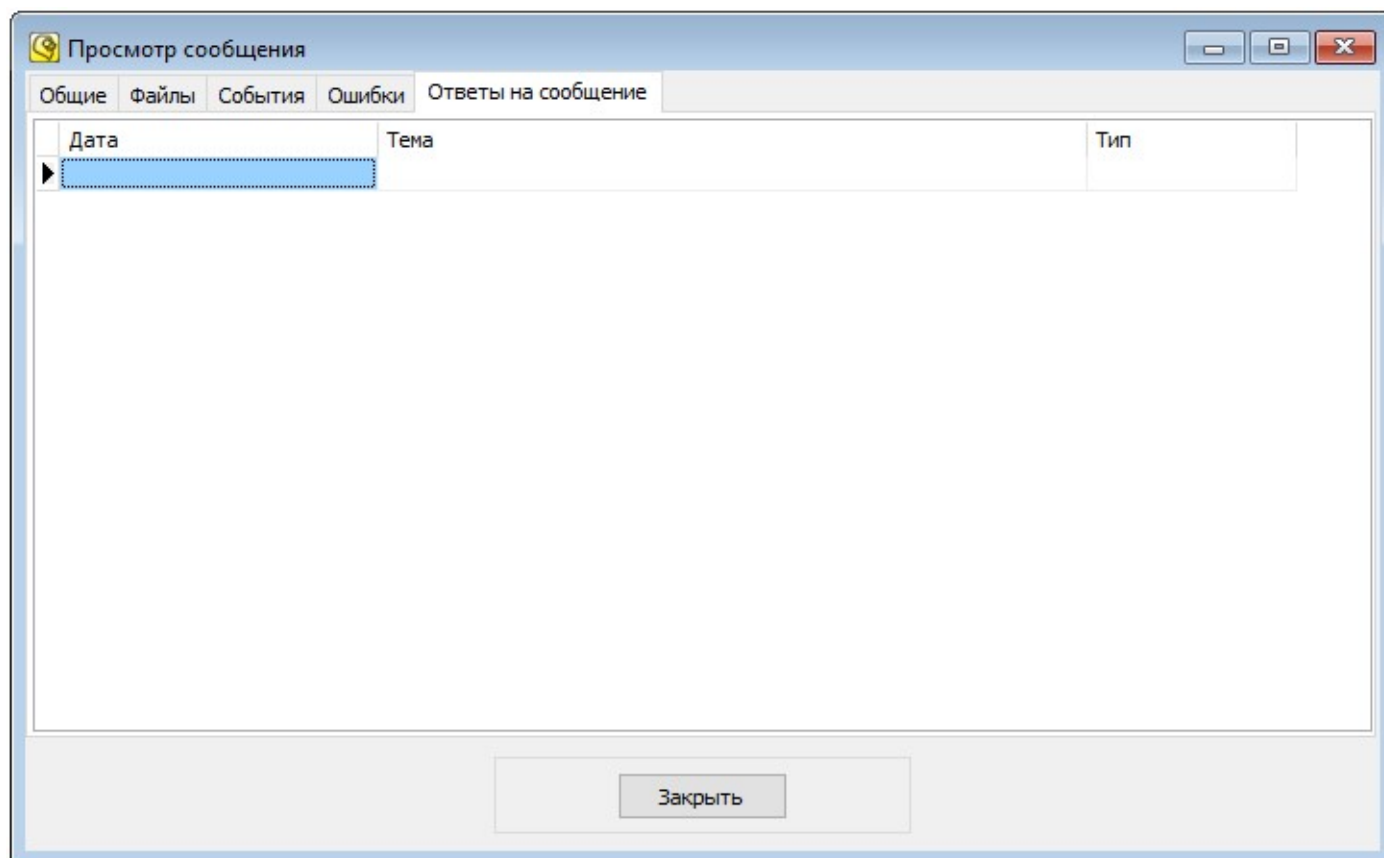 Просмотр сообщения
Общие Файлы События Ошибки Ответы на сообщение
Дата Тема Тип
Закрыть